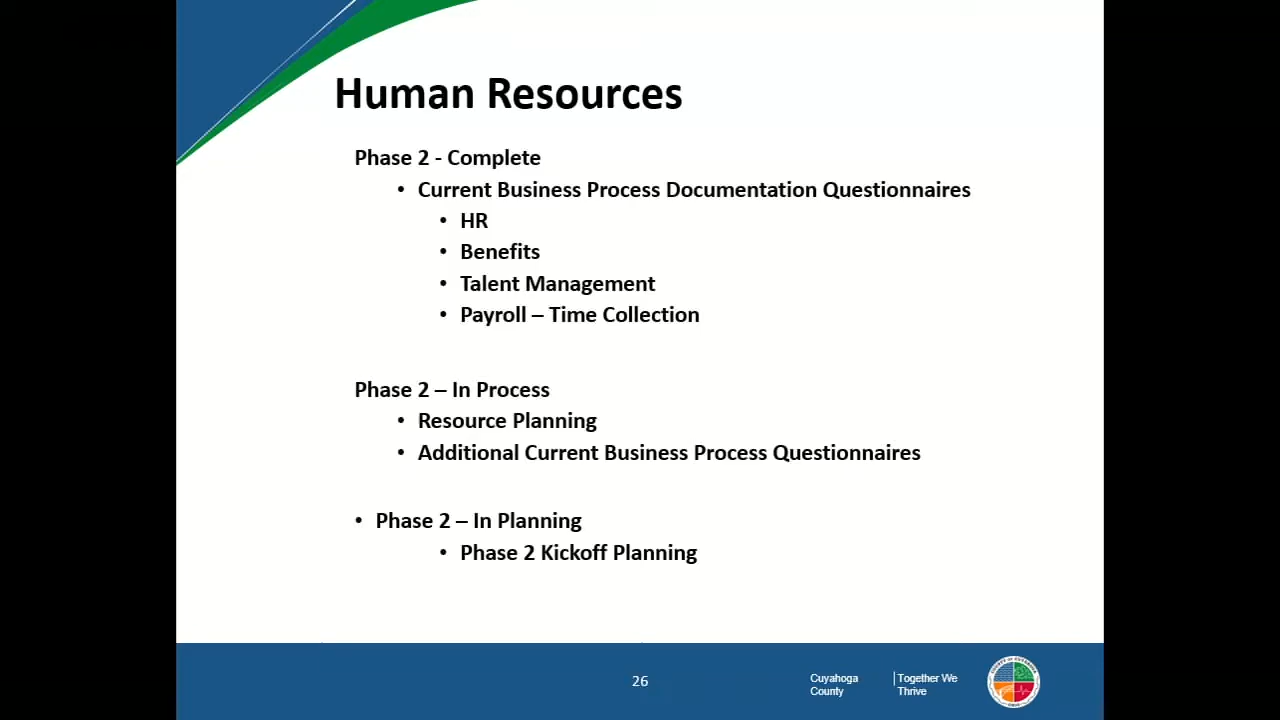 Human Resources
Phase 2 - Complete
• Current Business Process Documentation Questionnaires
• HR
• Benefits
• Talent Management
• Payroll – Time Collection
Phase 2 – In Process
• Resource Planning
• Additional Current Business Process Questionnaires
• Phase 2 – In Planning
• Phase 2 Kickoff Planning
26
Cuyahoga
County
Together We
Thrive